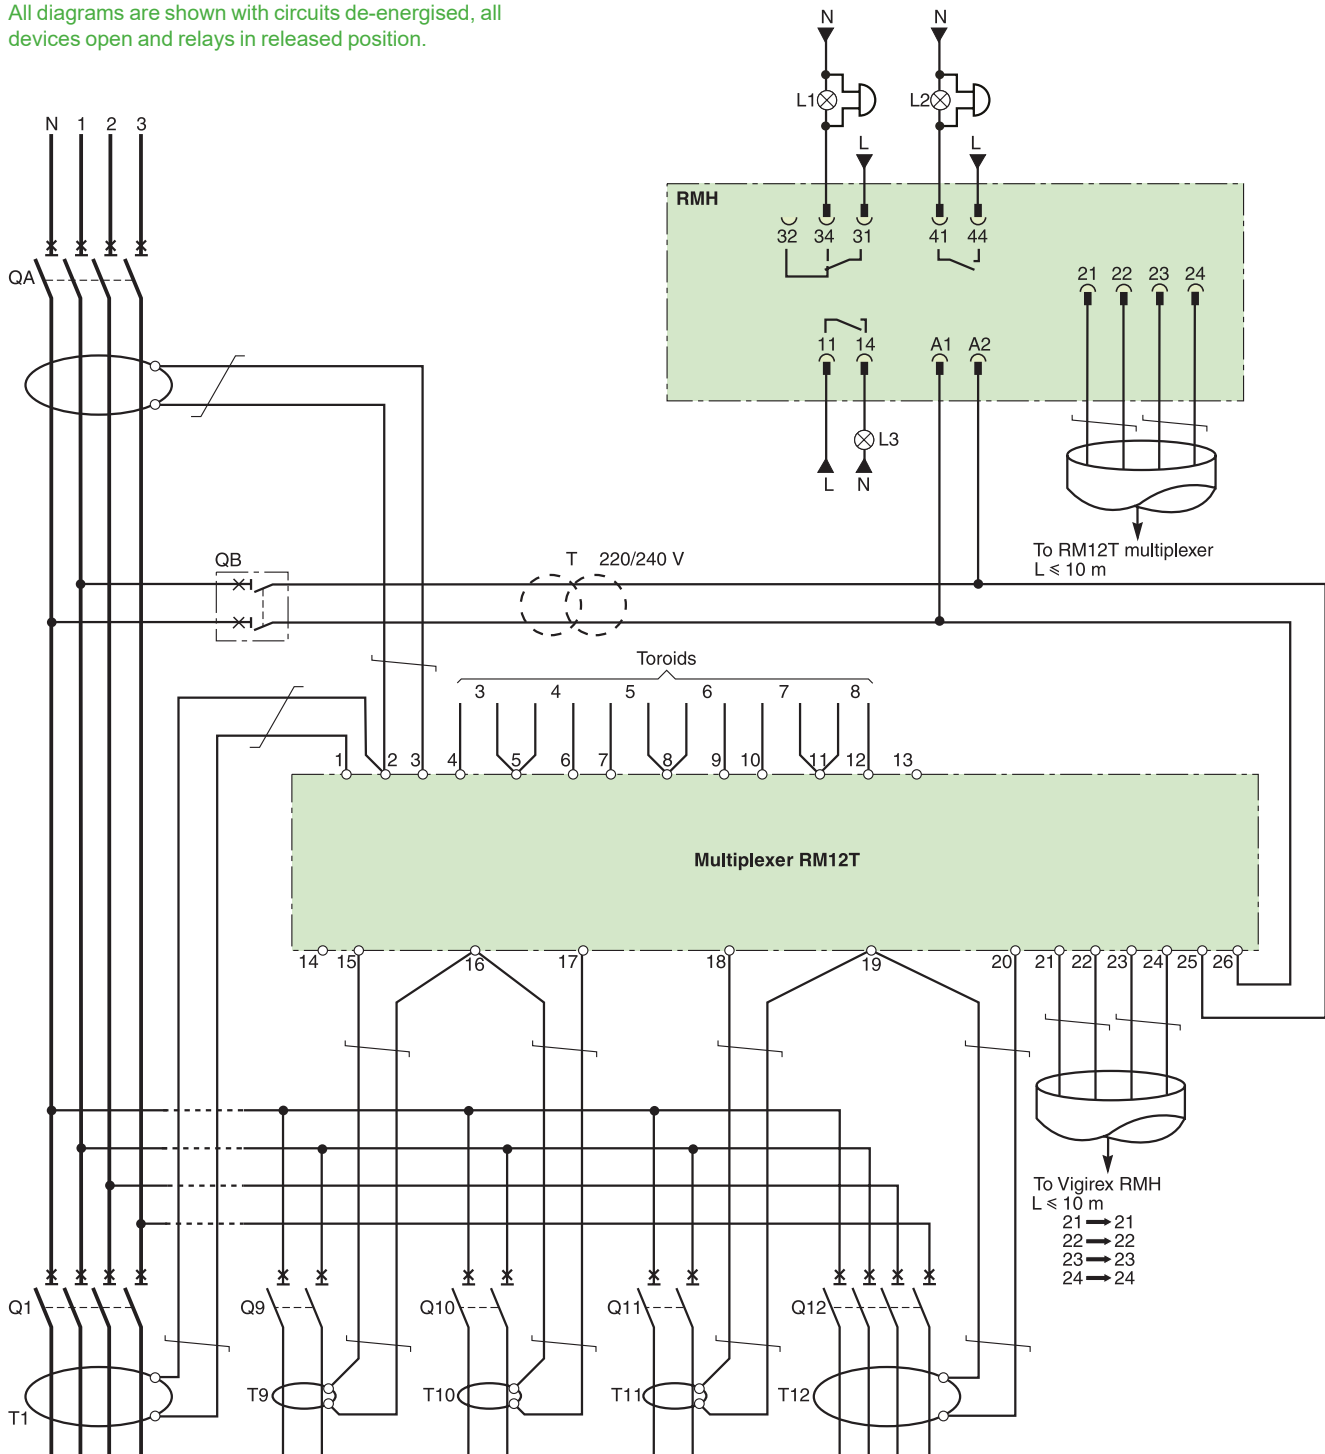 All diagrams are shown with circuits de-energised, all
devices open and relays in released position.
N N
L1 L2
L L
N 1 2 3
RMH
32 34 31 41 44
QA
21 22 23 24
11 14 A1 A2
L3
L N
To RM12T multiplexer
L ⩽ 10 m
QB T 220/240 V
Toroids
3 4 5 6 7 8
1 2 3 4 5 6 7 8 9 10 11 12 13
Multiplexer RM12T
14 15 16 17 18 19 20 21 22 23 24 25 26
To Vigirex RMH
L ⩽ 10 m
21 → 21
22 → 22
23 → 23
24 → 24
Q1 Q9 Q10 Q11 Q12
T1 T9 T10 T11 T12